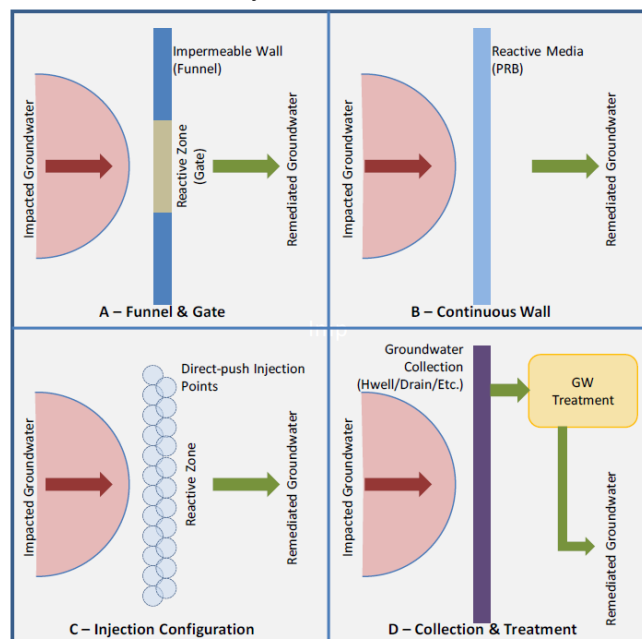 Impermeable Wall
(Funnel)
Impacted Groundwater
Reactive Zone
(Gate)
Remediated Groundwater
A – Funnel & Gate
Reactive Media
(PRB)
Impacted Groundwater
Remediated Groundwater
B – Continuous Wall
Direct-push Injection
Points
Impacted Groundwater
Reactive Zone
Remediated Groundwater
C – Injection Configuration
Groundwater
Collection
(Hwell/Drain/Etc.)
GW
Treatment
Impacted Groundwater
Remediated Groundwater
D – Collection & Treatment